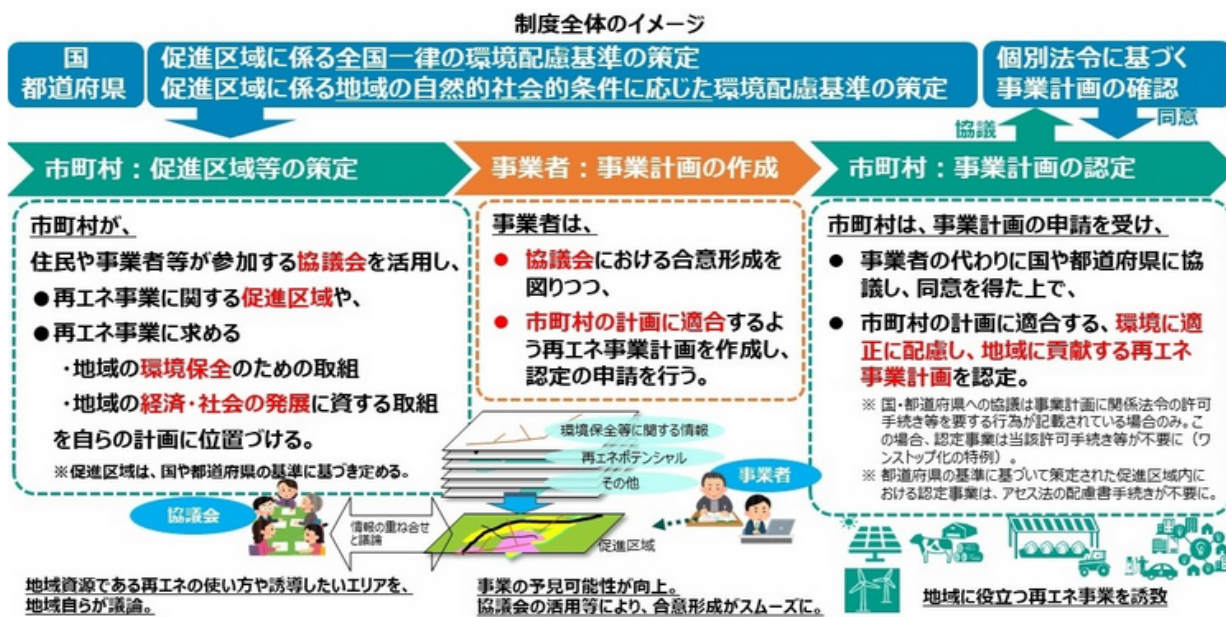 制度全体のイメージ
国
都道府県
促進区域に係る全国一律の環境配慮基準の策定
促進区域に係る地域の自然的社会的条件に応じた環境配慮基準の策定
個別法令に基づく
事業計画の確認
協議
同意
市町村：促進区域等の策定
市町村が、
住民や事業者等が参加する協議会を活用し、
●再エネ事業に関する促進区域や、
●再エネ事業に求める
・地域の環境保全のための取組
・地域の経済・社会の発展に資する取組
を自らの計画に位置づける。
※促進区域は、国や都道府県の基準に基づき定める。
事業者：事業計画の作成
事業者は、
● 協議会における合意形成を
図りつつ、
● 市町村の計画に適合するよ
う再エネ事業計画を作成し、
認定の申請を行う。
市町村：事業計画の認定
市町村は、事業計画の申請を受け、
● 事業者の代わりに国や都道府県に協
議し、同意を得た上で、
● 市町村の計画に適合する、環境に適
正に配慮し、地域に貢献する再エネ
事業計画を認定。
※ 国・都道府県への協議は事業計画に関係法令の許可
手続き等を要する行為が記載されている場合のみ。こ
の場合、認定事業は当該許可手続き等が不要に（ワ
ンストップ化の特例）。
※ 都道府県の基準に基づいて策定された促進区域内に
おける認定事業は、アセス法の配慮書手続きが不要に。
環境保全等に関する情報
再エネポテンシャル
その他
事業者
協議会
情報の重ね合せ
と議論
促進区域
地域資源である再エネの使い方や誘導したいエリアを、
地域自らが議論。
事業の予見可能性が向上。
協議会の活用等により、合意形成がスムーズに。
地域に役立つ再エネ事業を誘致